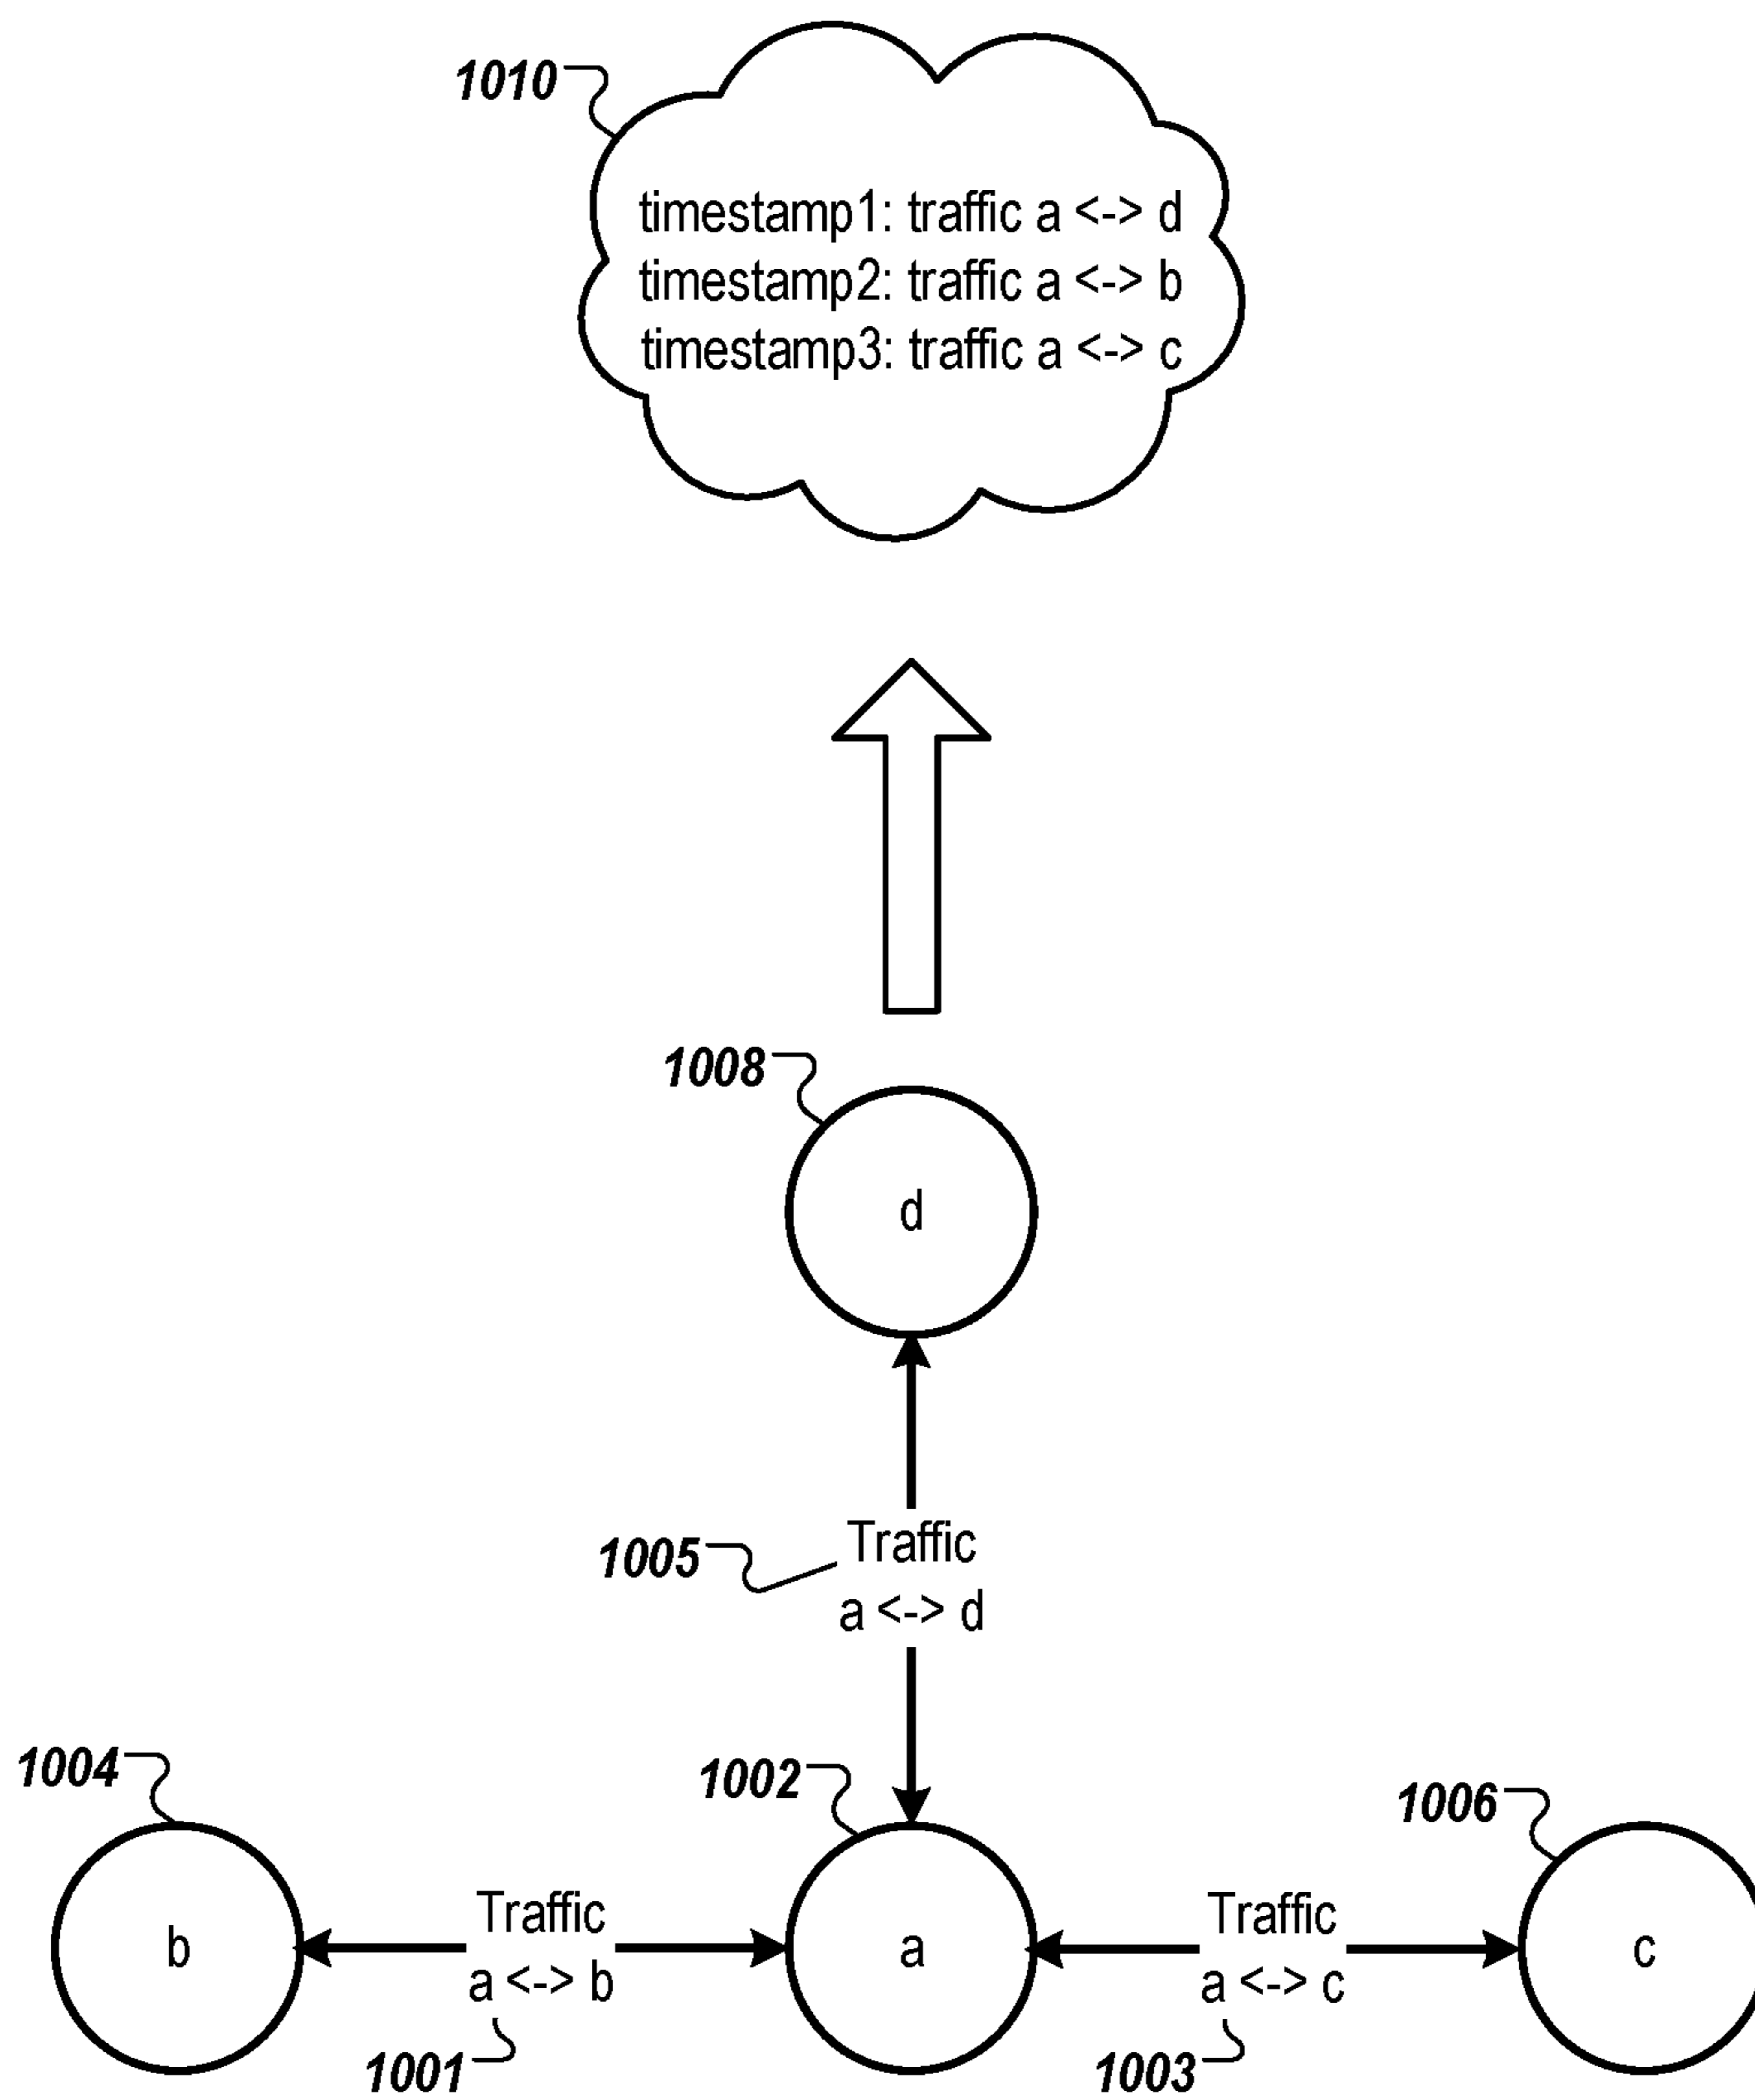 1010
timestamp1: traffic a <-> d
timestamp2: traffic a <-> b
timestamp3: traffic a <-> c
1008
d
1005
Traffic
a <-> d
1004
1002
1006
b
Traffic
a <-> b
a
Traffic
a <-> c
c
1001
1003